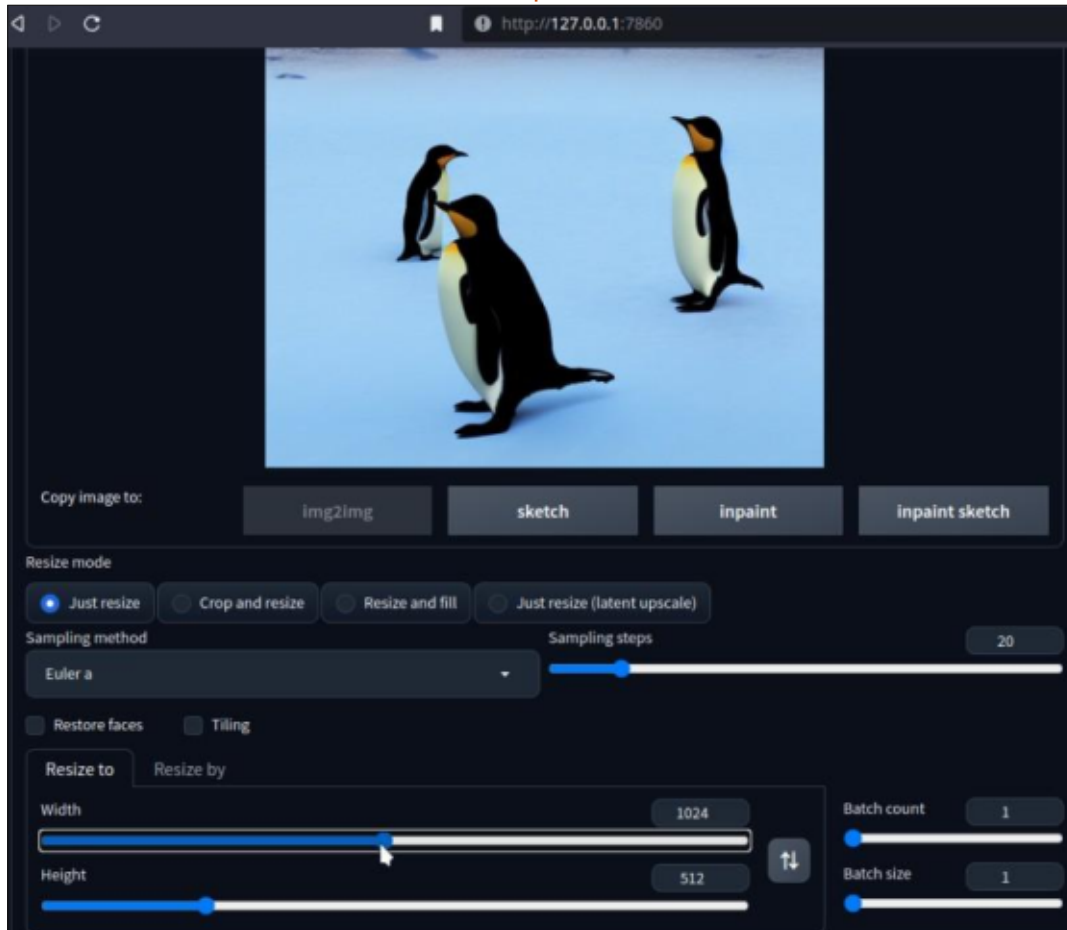 http://127.0.0.1:7860
Copy image to:
img2img
sketch
inpaint
inpaint sketch
Resize mode
Just resize
Crop and resize
Resize and fill
Just resize (latent upscale)
Sampling method
Sampling steps
20
Euler a
Restore faces
Tiling
Resize to
Resize by
Width
1024
Batch count
1
Height
512
Batch size
1